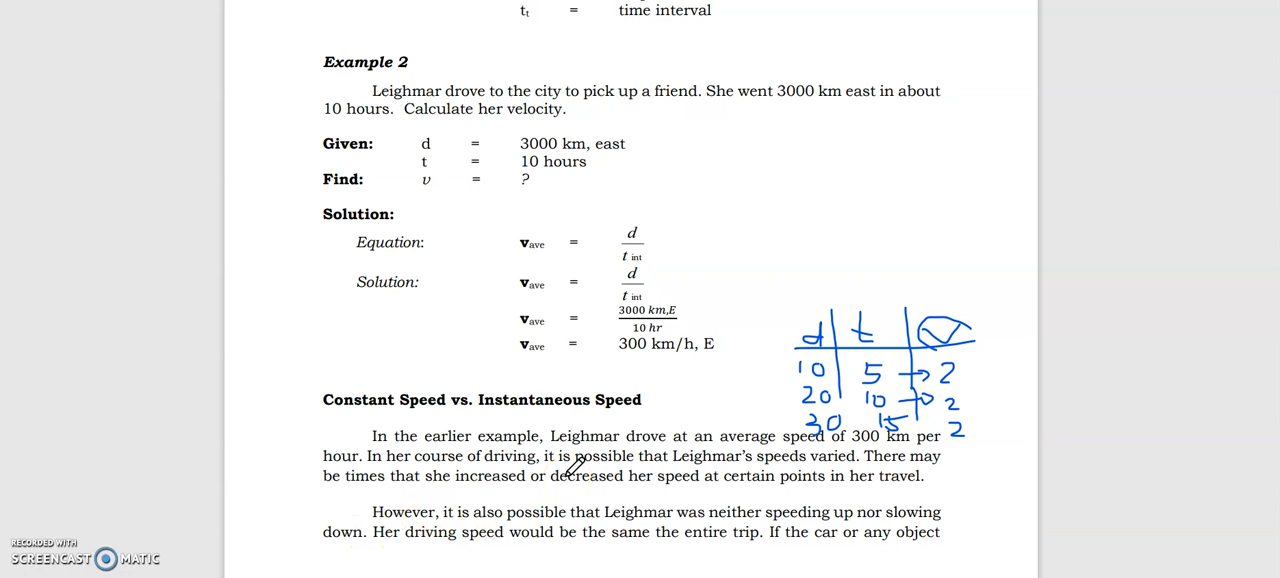 tt = time interval
Example 2
Leighmar drove to the city to pick up a friend. She went 3000 km east in about
10 hours. Calculate her velocity.
Given: d = 3000 km, east
t = 10 hours
Find: v = ?
Solution:
Equation: vave = d
t int
Solution: vave = d
t int
vave = 3000 km,E
10 hr
vave = 300 km/h, E
d t V
10 5 → 2
20 10 → 2
30 15 2
Constant Speed vs. Instantaneous Speed
In the earlier example, Leighmar drove at an average speed of 300 km per
hour. In her course of driving, it is possible that Leighmar's speeds varied. There may
be times that she increased or decreased her speed at certain points in her travel.
However, it is also possible that Leighmar was neither speeding up nor slowing
down. Her driving speed would be the same the entire trip. If the car or any object
RECORDED WITH
SCREENCAST MATIC